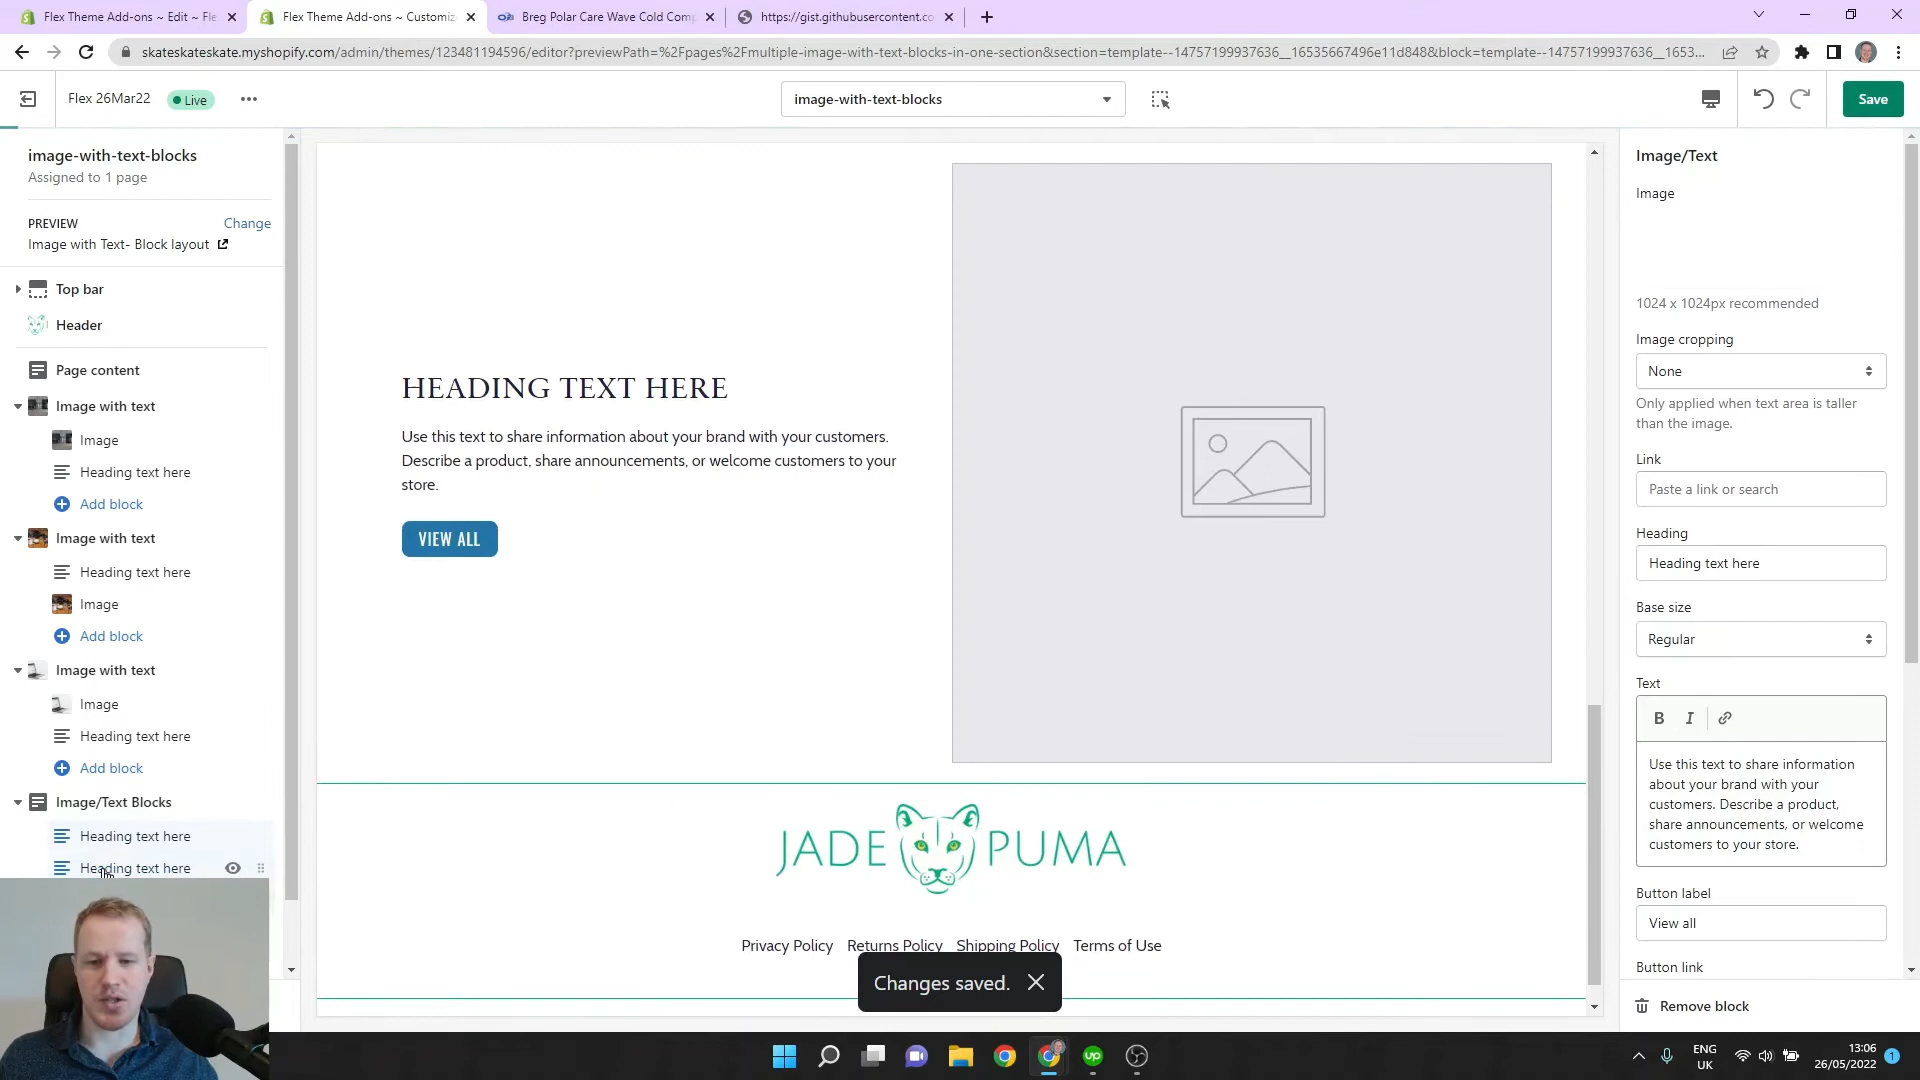 Flex Theme Add-ons ~ Edit ~ Fle
Flex Theme Add-ons ~ Customiz
Breg Polar Care Wave Cold Comp
https://gist.githubusercontent.co
skateskateskate.myshopify.com/admin/themes/123481194596/editor?previewPath=%2Fpages%2Fmultiple-image-with-text-blocks-in-one-section&section=template--14757199937636__16535667496e11d848&block=template--14757199937636__1653...
Flex 26Mar22
Live
image-with-text-blocks
Save
image-with-text-blocks
Assigned to 1 page
PREVIEW
Change
Image with Text- Block layout
Top bar
Header
Page content
Image with text
Image
Heading text here
Add block
Image with text
Heading text here
Image
Add block
Image with text
Image
Heading text here
Add block
Image/Text Blocks
Heading text here
Heading text here
HEADING TEXT HERE
Use this text to share information about your brand with your customers.
Describe a product, share announcements, or welcome customers to your
store.
VIEW ALL
JADE PUMA
Privacy Policy
Returns Policy
Shipping Policy
Terms of Use
Changes saved.
Image/Text
Image
1024 x 1024px recommended
Image cropping
None
Only applied when text area is taller
than the image.
Link
Paste a link or search
Heading
Heading text here
Base size
Regular
Text
B I
Use this text to share information
about your brand with your
customers. Describe a product,
share announcements, or welcome
customers to your store.
Button label
View all
Button link
Remove block
up
ENG
UK
13:06
26/05/2022
1